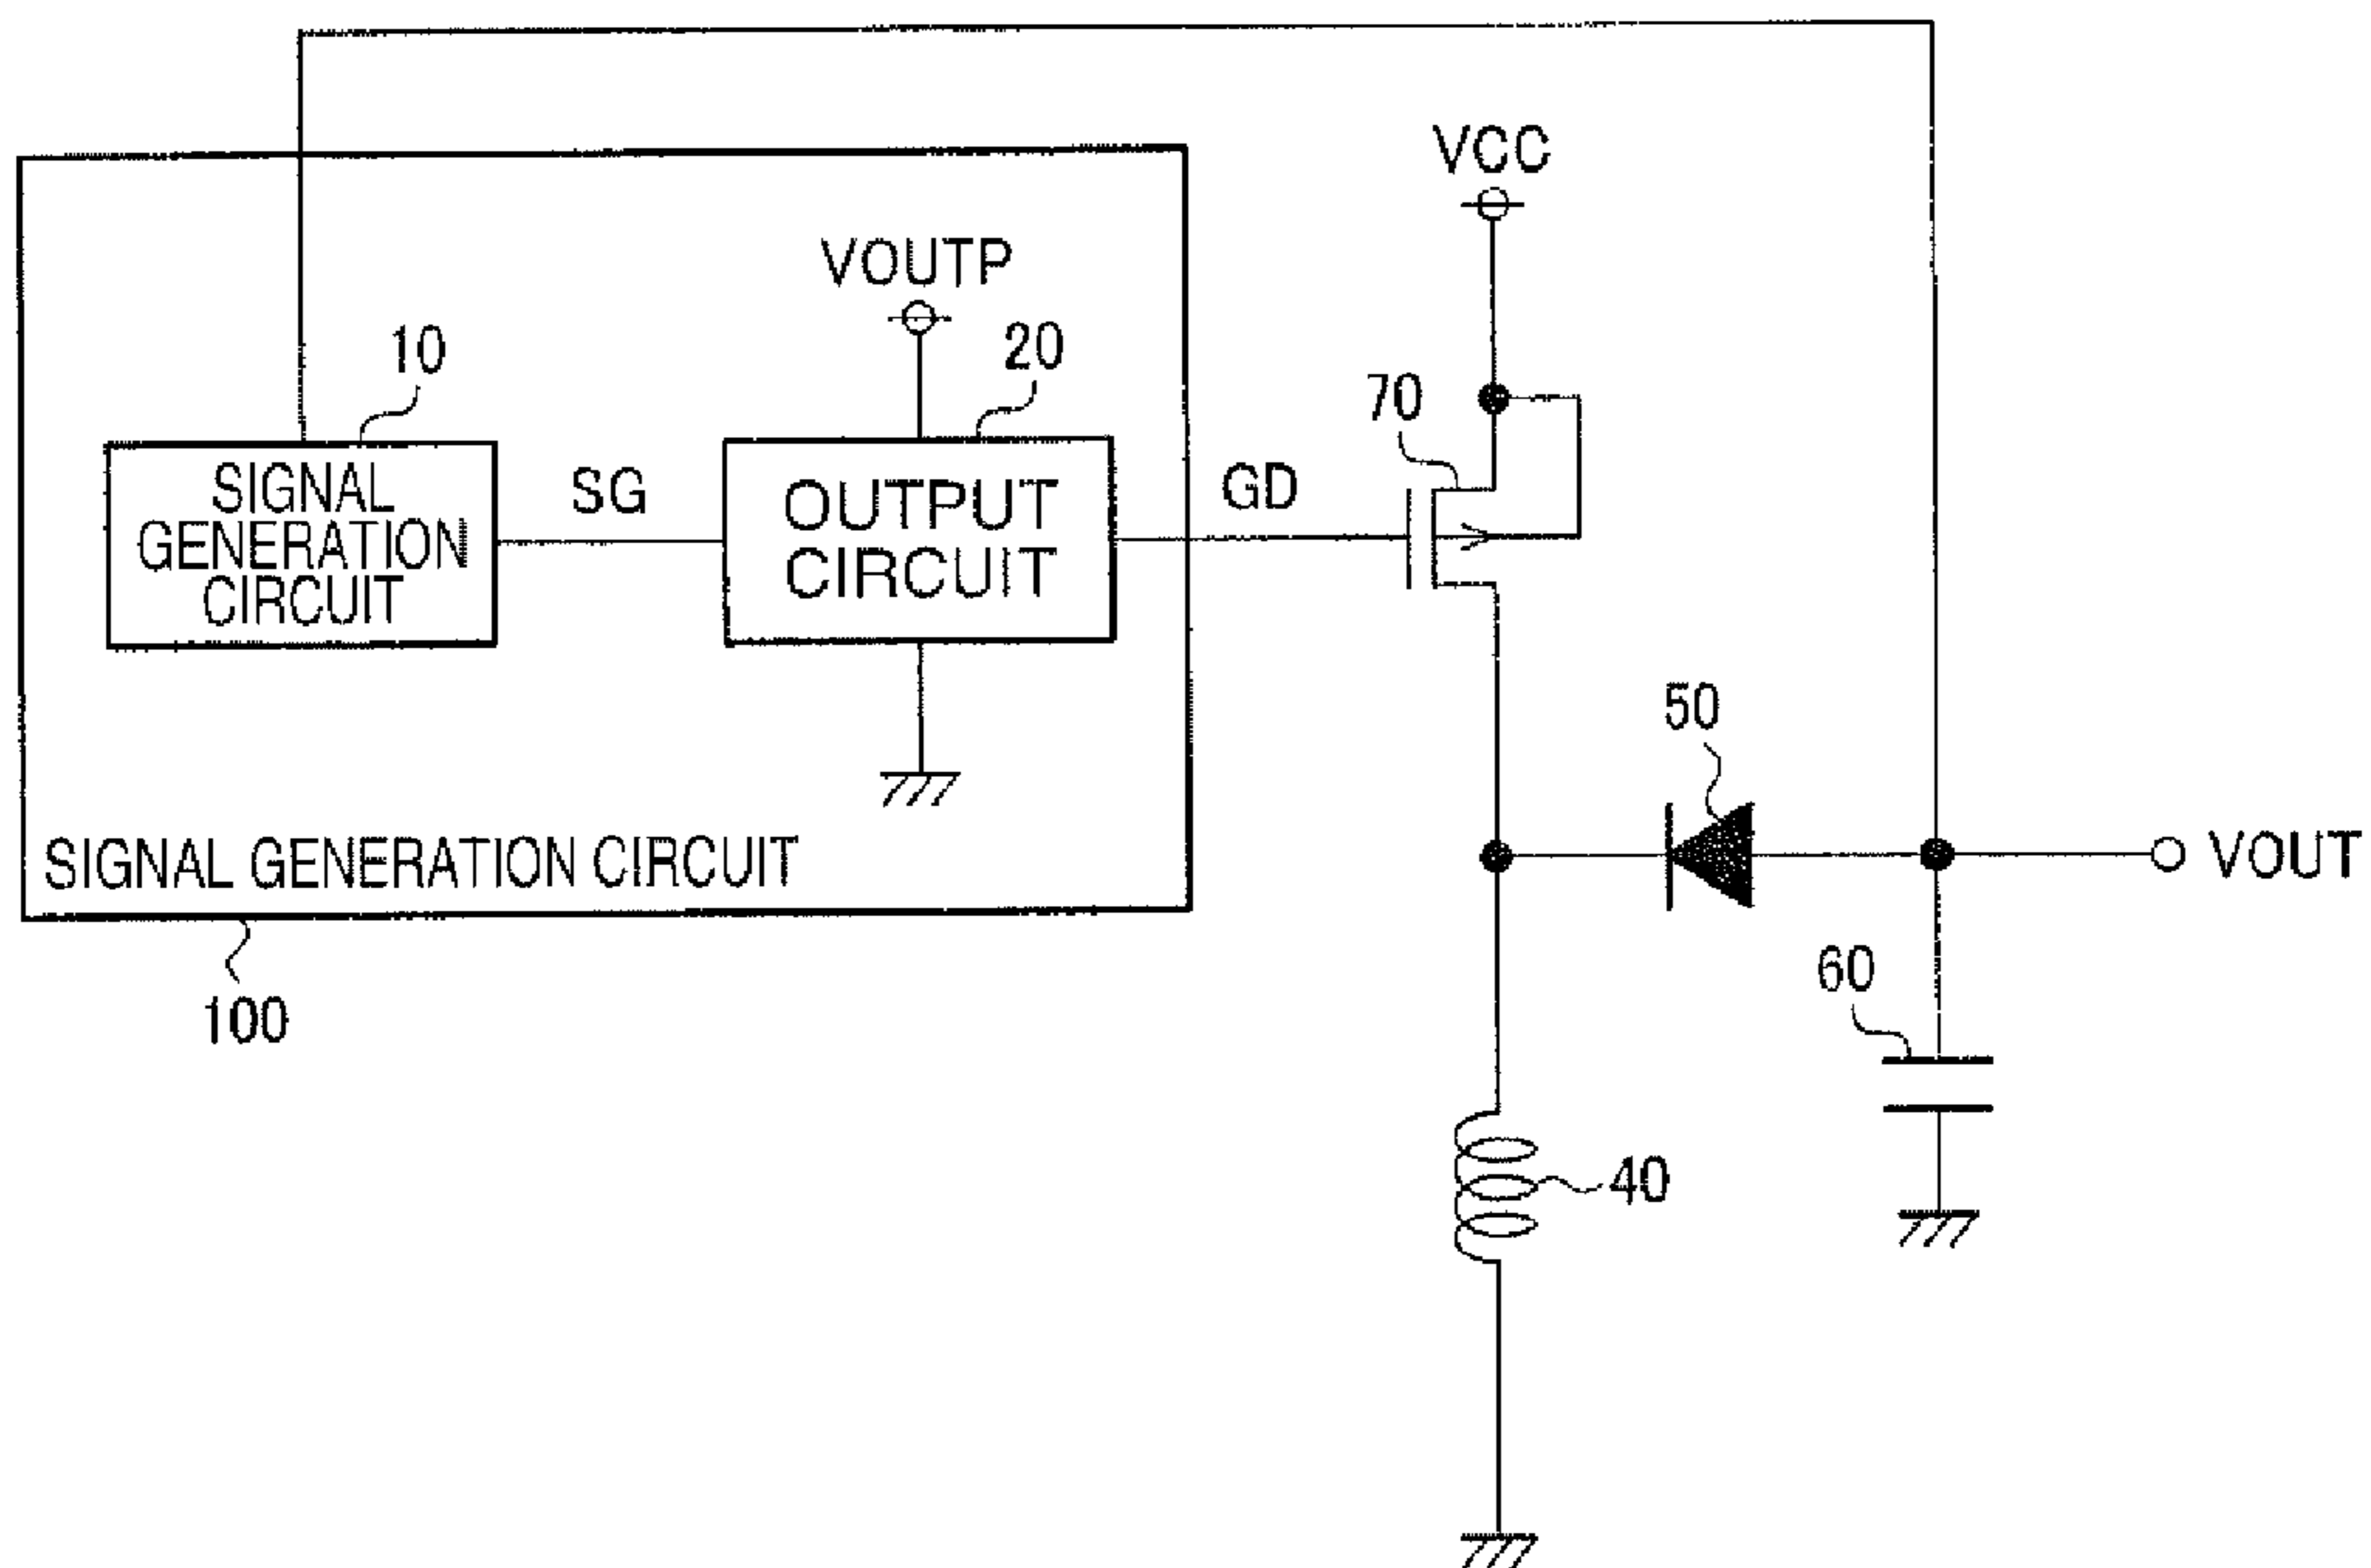 VCC
VOUTP
10
20
70
SG
GD
SIGNAL
GENERATION
CIRCUIT
OUTPUT
CIRCUIT
50
VOUT
SIGNAL GENERATION CIRCUIT
60
100
40